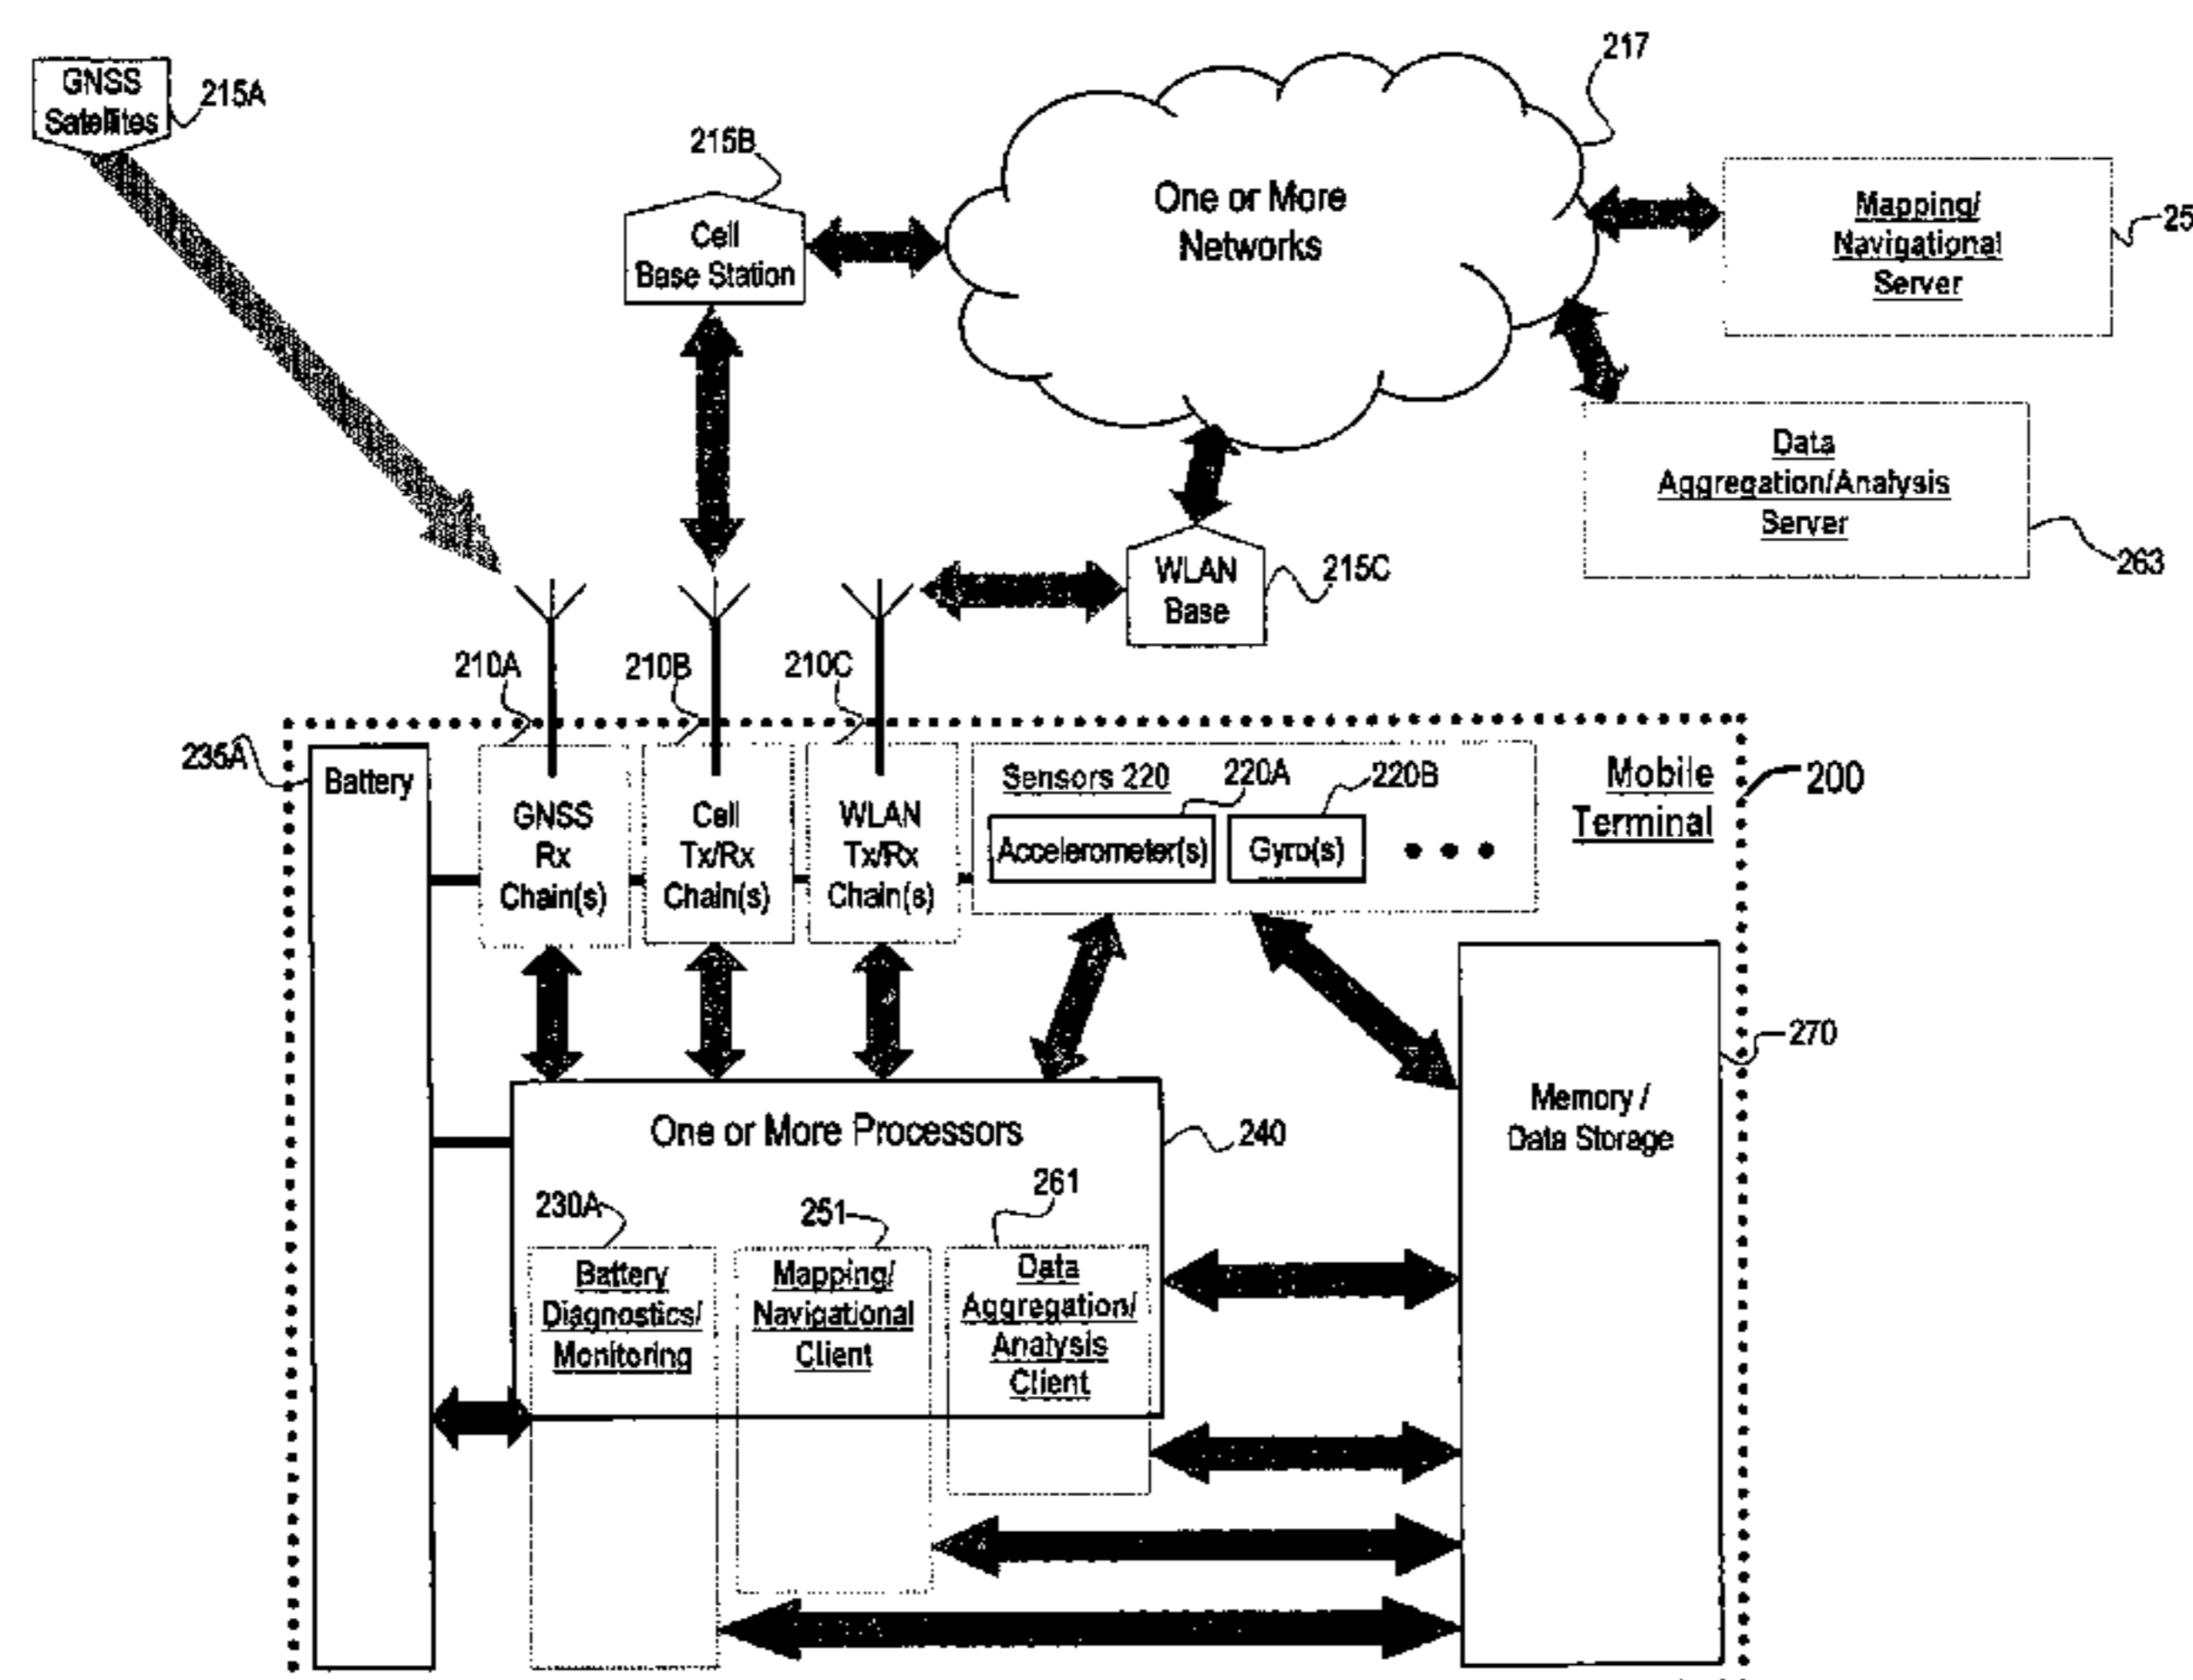 GNSS
Satellites
215A
215B
Cell
Base Station
217
One or More
Networks
Mapping/
Navigational
Server
25
Data
Aggregation/Analysis
Server
263
WLAN
Base
215C
210A
210B
210C
235A
Battery
GNSS
Rx
Chain(s)
Cell
Tx/Rx
Chain(s)
WLAN
Tx/Rx
Chain(s)
Sensors 220
220A
220B
Accelerometer(s)
Gyro(s)
Mobile
Terminal
200
270
Memory /
Data Storage
One or More Processors
240
230A
251
261
Battery
Diagnostics/
Monitoring
Mapping/
Navigational
Client
Data
Aggregation/
Analysis
Client